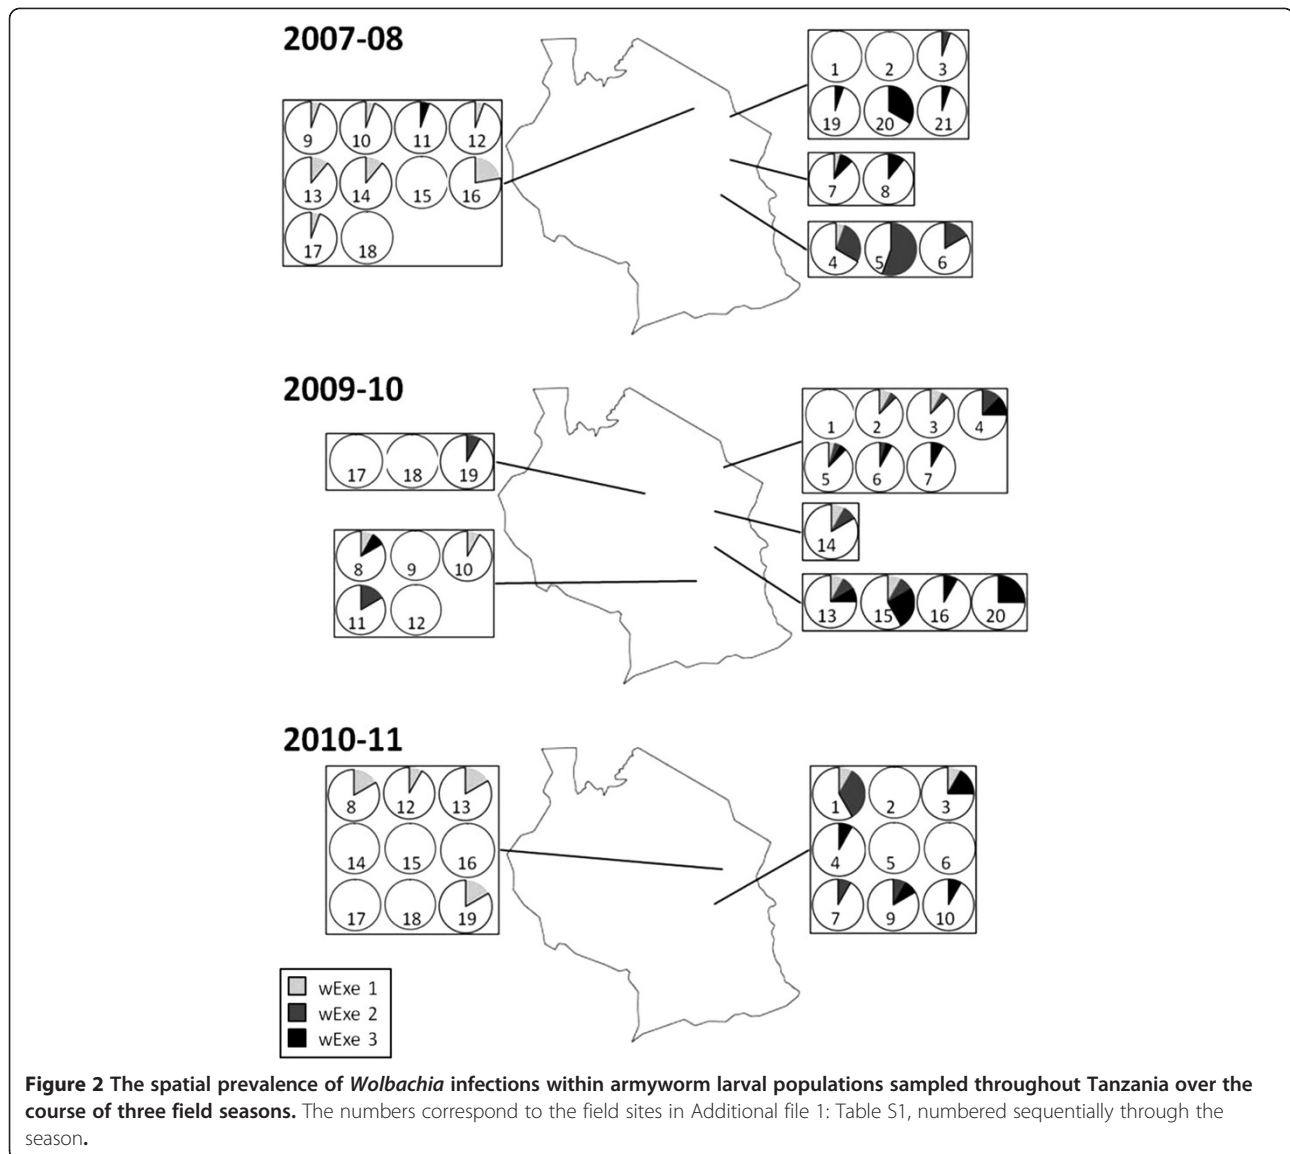 2007-08
9 10 11 12
13 14 15 16
17 18
1 2 3
19 20 21
7 8
4 5 6
2009-10
17 18 19
8 9 10
11 12
1 2 3 4
5 6 7
14
13 15 16 20
2010-11
8 12 13
14 15 16
17 18 19
1 2 3
4 5 6
7 9 10
wExe 1
wExe 2
wExe 3
Figure 2 The spatial prevalence of Wolbachia infections within armyworm larval populations sampled throughout Tanzania over the
course of three field seasons. The numbers correspond to the field sites in Additional file 1: Table S1, numbered sequentially through the
season.